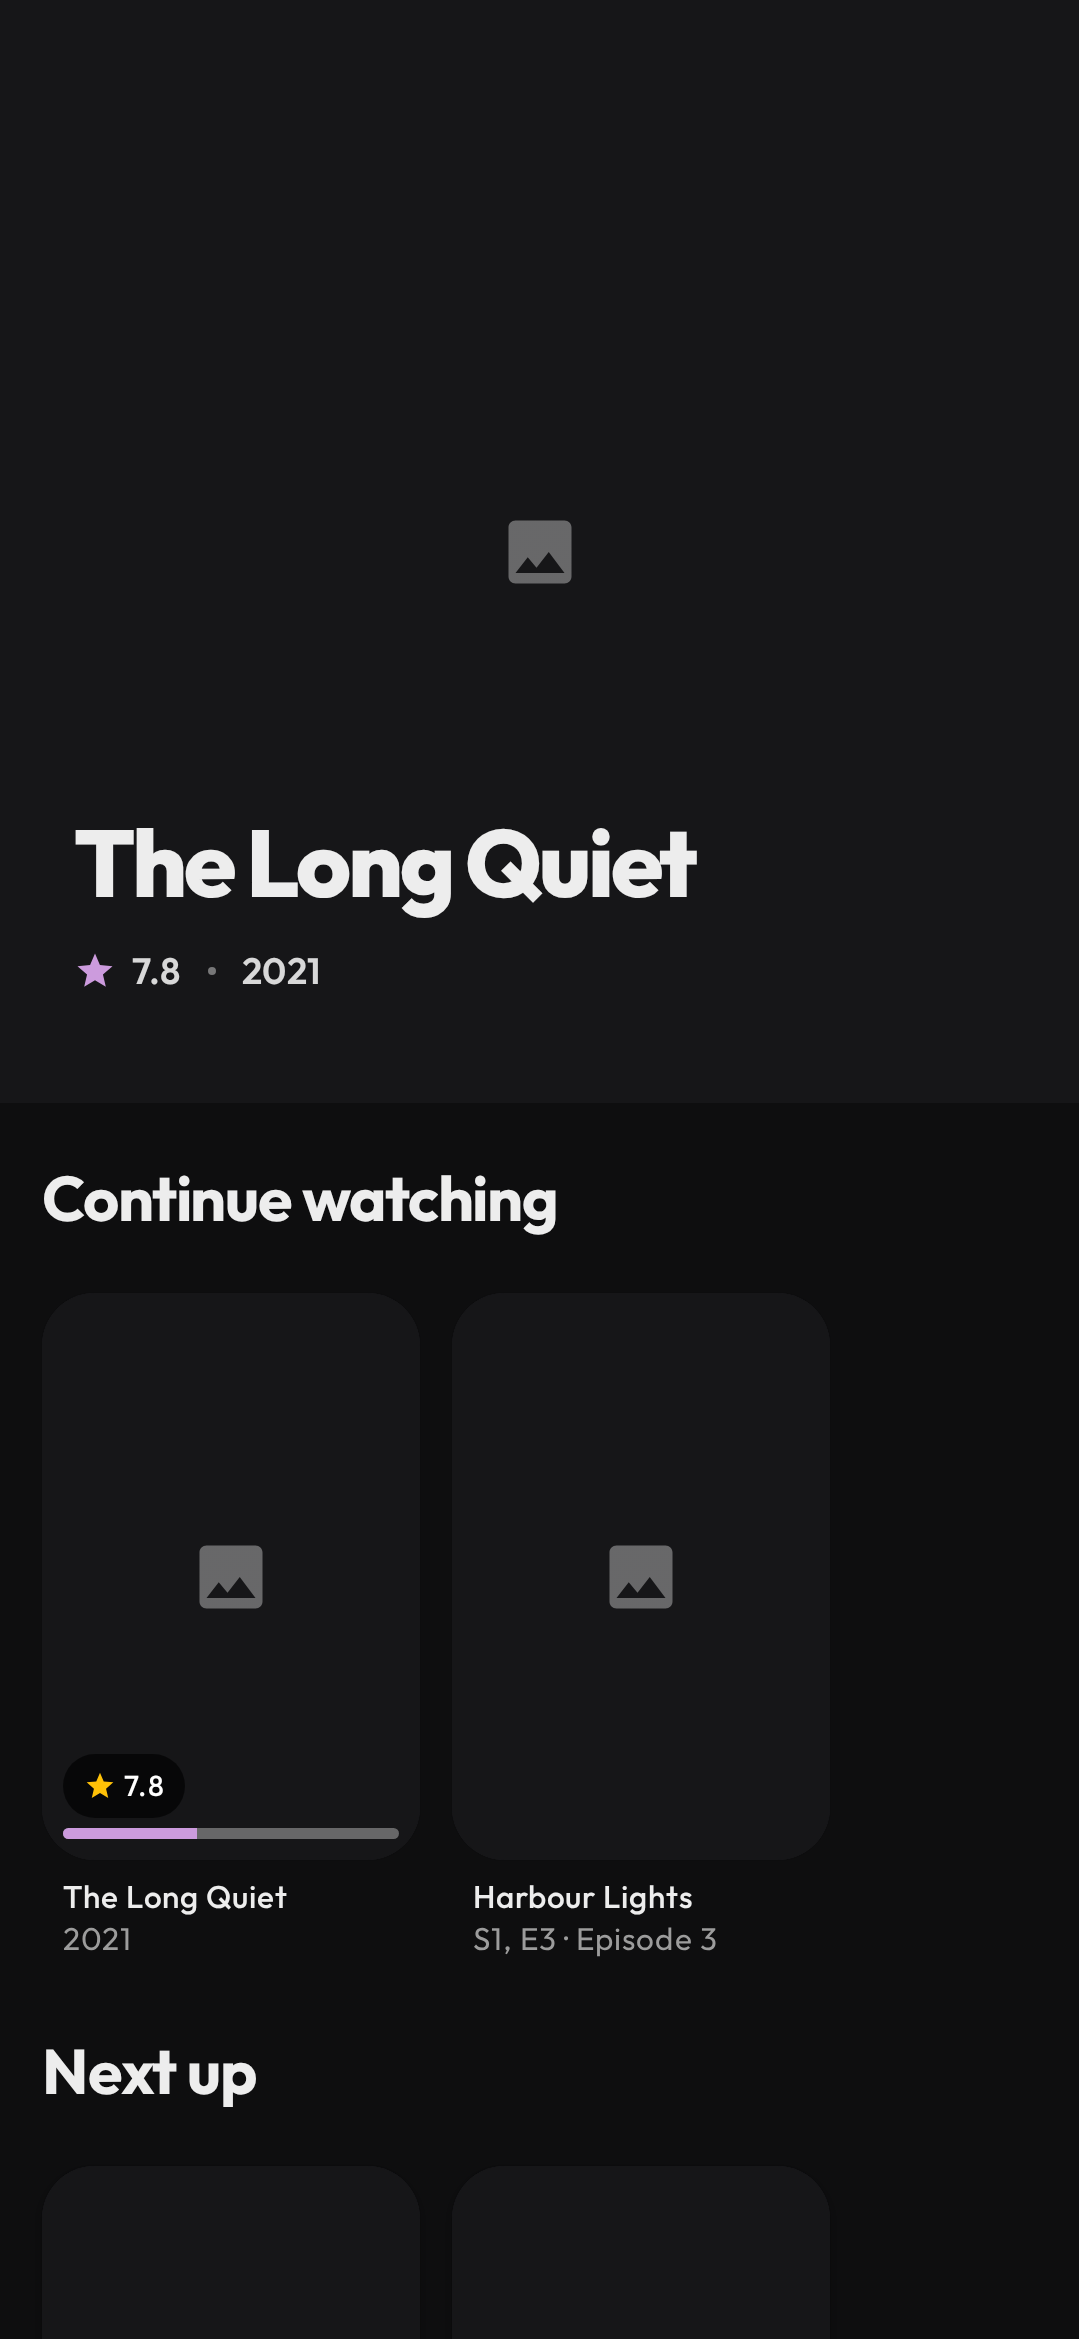 The Long Quiet
7.8 • 2021
Continue watching
7.8
The Long Quiet
2021
Harbour Lights
S1, E3 · Episode 3
Next up